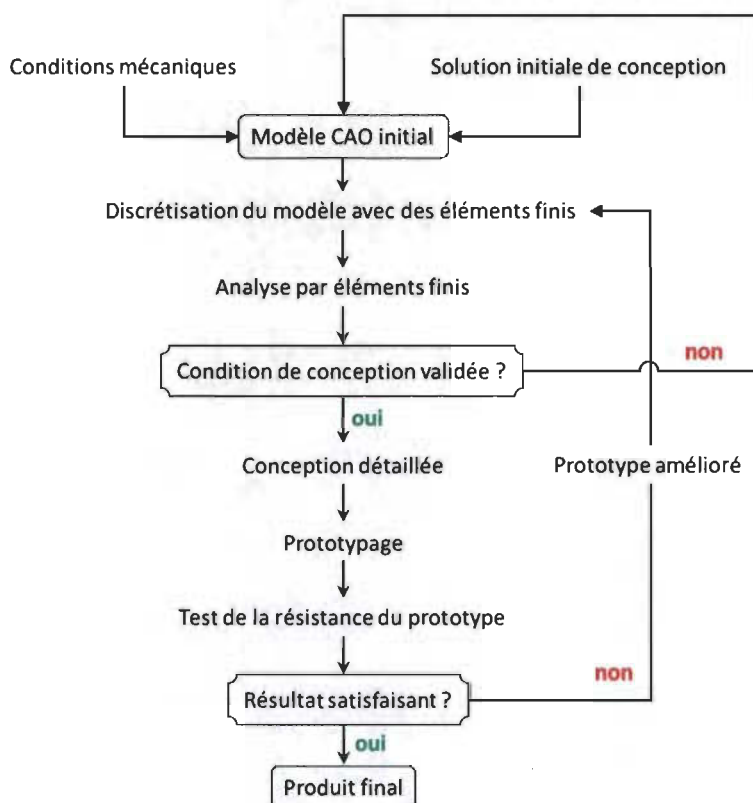 Conditions mécaniques
Solution initiale de conception
Modèle CAO initial
Discrétisation du modèle avec des éléments finis
Analyse par éléments finis
Condition de conception validée ?
non
oui
Conception détaillée
Prototype amélioré
Prototypage
Test de la résistance du prototype
non
Résultat satisfaisant ?
oui
Produit final